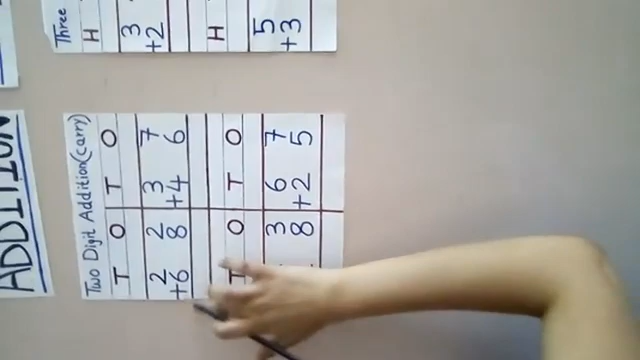 ADDITION
Two Digit Addition(carry)
T O T O
2 2 3 7
+6 8 +4 6
T O T O
3 6 7
8 +2 5
Three
H
3
+2
H
5
+3